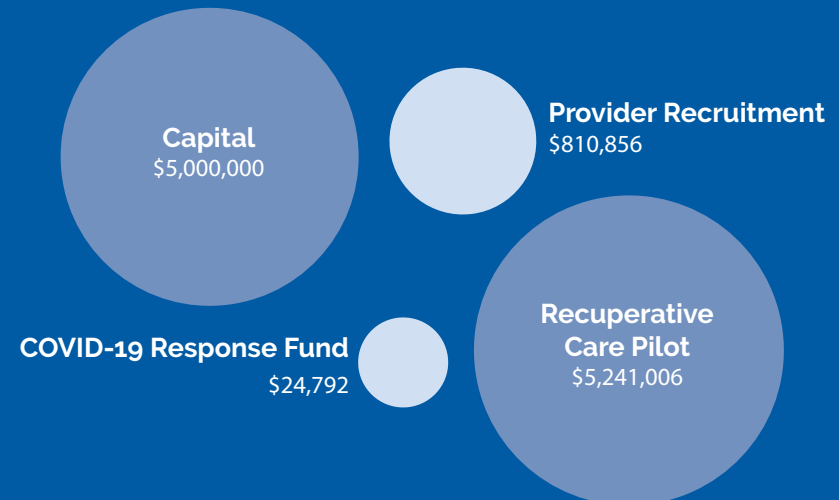 Capital
$5,000,000
Provider Recruitment
$810,856
COVID-19 Response Fund
$24,792
Recuperative
Care Pilot
$5,241,006